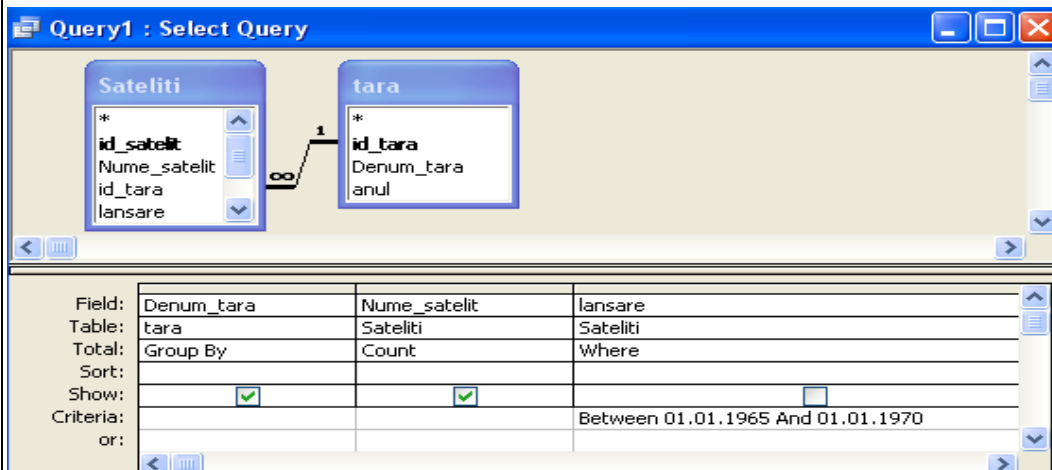 Query1 : Select Query
Sateliti
*
id_satelit
Nume_satelit
id_tara
lansare
∞
1
tara
*
id_tara
Denum_tara
anul
Field: Denum_tara Nume_satelit lansare
Table: tara Sateliti Sateliti
Total: Group By Count Where
Sort:
Show:
Criteria: Between 01.01.1965 And 01.01.1970
or: